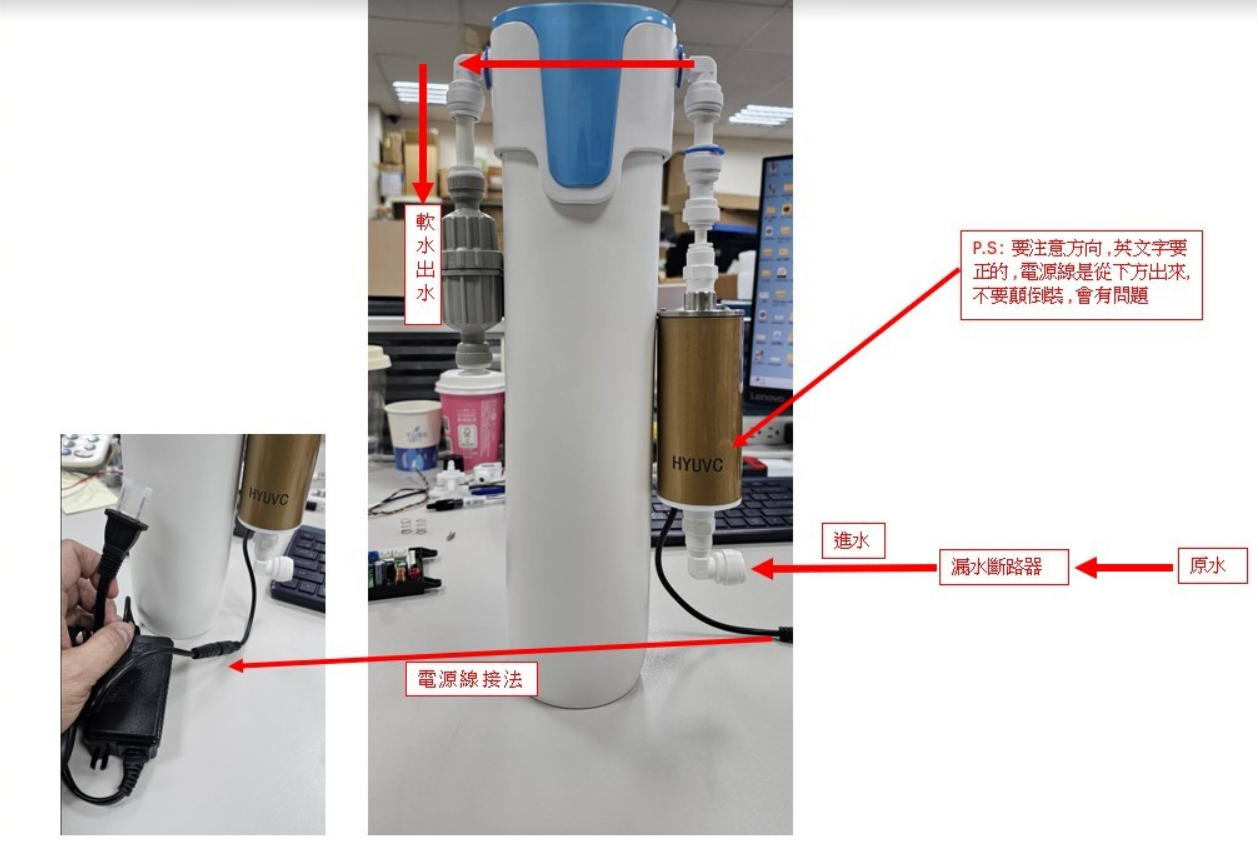 軟
水
出
水
P.S: 要注意方向,英文字要
正的,電源線是從下方出來,
不要顛倒裝,會有問題
Lenovo
HYUVC
進水
漏水斷路器
原水
HYUVC
電源線接法